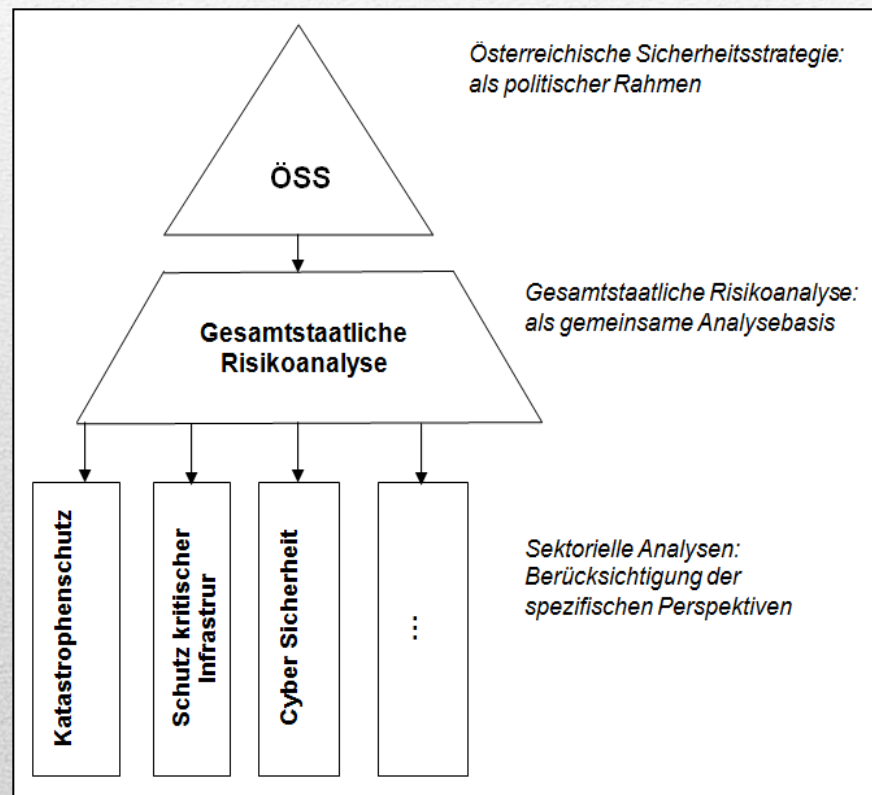 Österreichische Sicherheitsstrategie:
als politischer Rahmen
ÖSS
Gesamtstaatliche Risikoanalyse:
als gemeinsame Analysebasis
Gesamtstaatliche
Risikoanalyse
Katastrophenschutz
Schutz kritischer
Infrastrur
Cyber Sicherheit
...
Sektorielle Analysen:
Berücksichtigung der
spezifischen Perspektiven